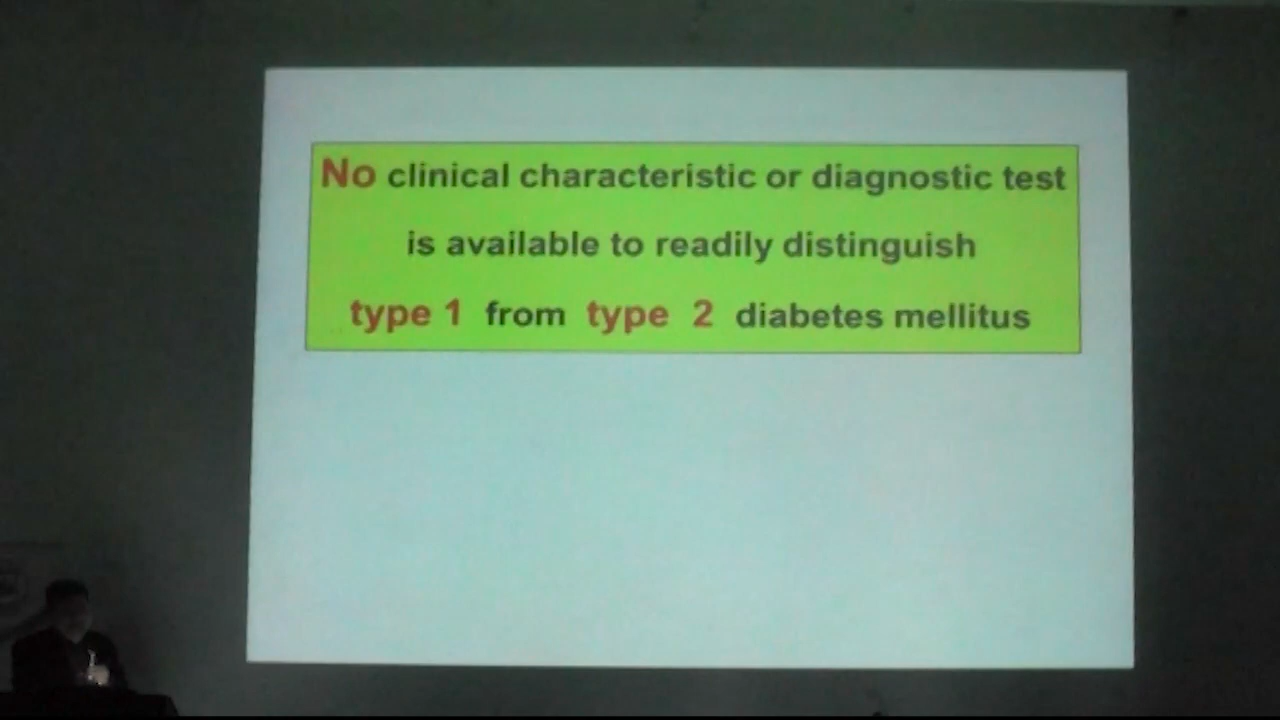 No clinical characteristic or diagnostic test
is available to readily distinguish
type 1 from type 2 diabetes mellitus